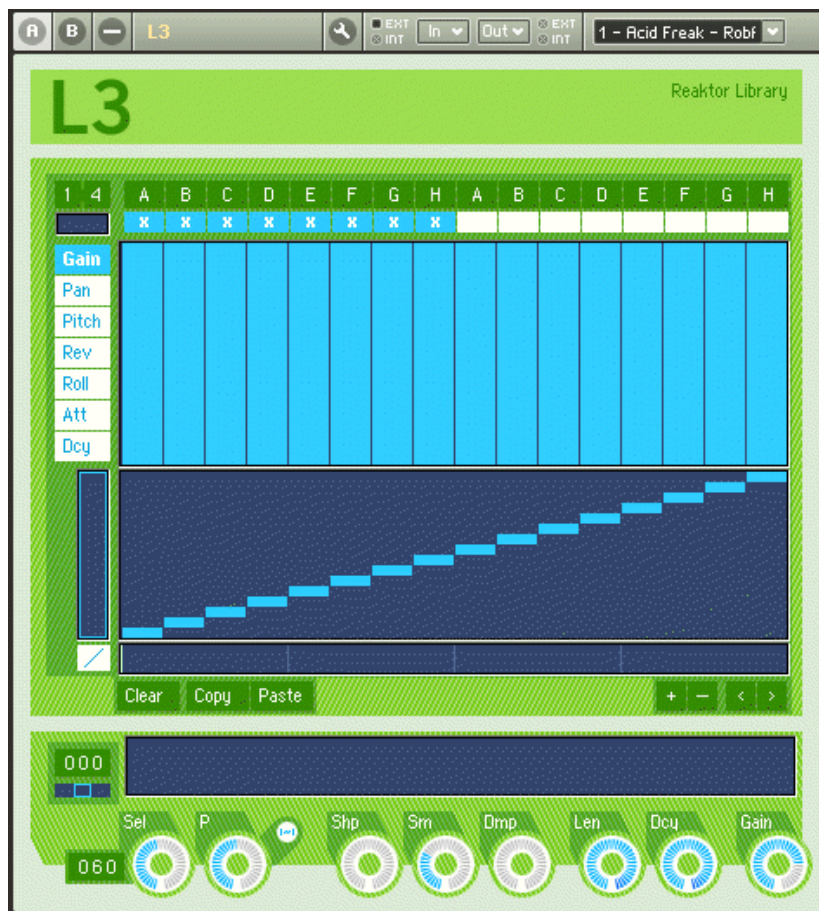 A B L3 EXT INT In Out EXT INT 1 - Acid Freak - Robf
L3 Reaktor Library
1 4 A B C D E F G H A B C D E F G H
x x x x x x x x
Gain
Pan
Pitch
Rev
Roll
Att
Dcy
Clear Copy Paste + - < >
000
Sel P Shp Sm Dmp Len Dcy Gain
060